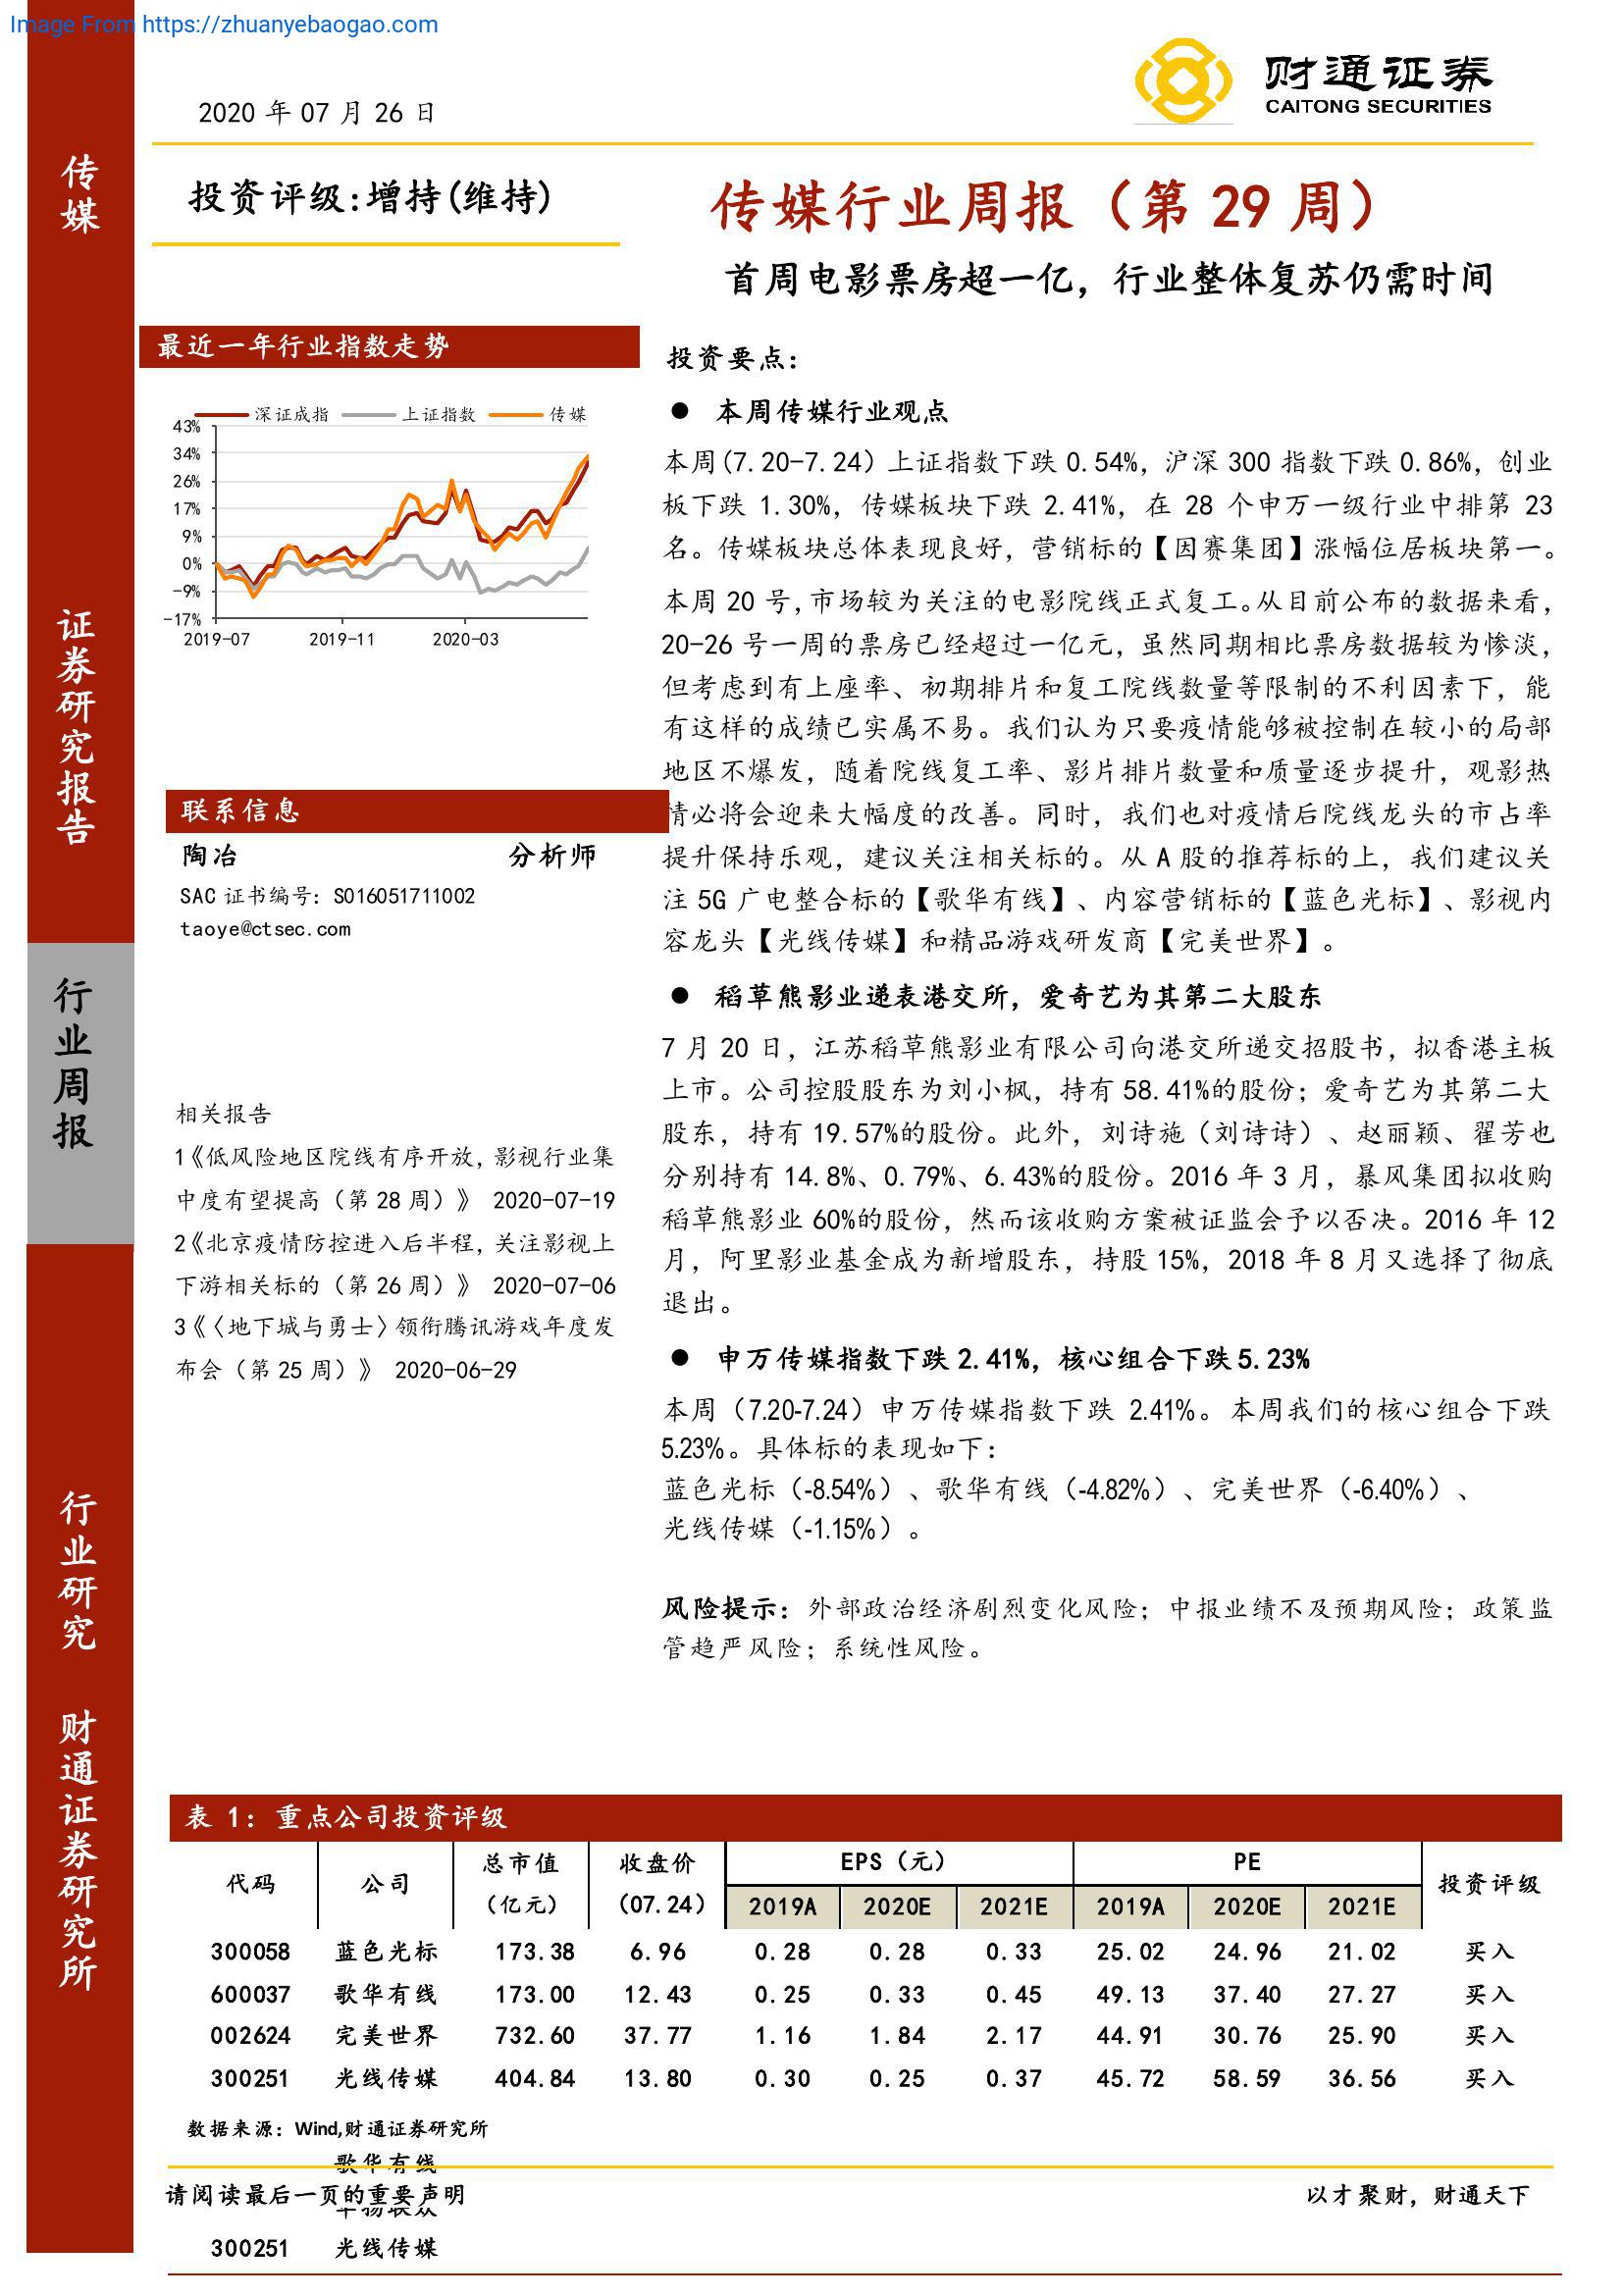 Image From https://zhuanyebaogao.com
传媒
证券研究报告
行业周报
行业研究
财通证券研究所
财通证券
CAITONG SECURITIES
2020 年 07 月 26 日
投资评级:增持(维持)
传媒行业周报（第 29 周）
首周电影票房超一亿，行业整体复苏仍需时间
最近一年行业指数走势
深证成指 上证指数 传媒
43%
34%
26%
17%
9%
0%
-9%
-17%
2019-07 2019-11 2020-03
联系信息
陶冶 分析师
SAC 证书编号：S016051711002
taoye@ctsec.com
相关报告
1《低风险地区院线有序开放，影视行业集
中度有望提高（第 28 周）》 2020-07-19
2《北京疫情防控进入后半程，关注影视上
下游相关标的（第 26 周）》 2020-07-06
3《〈地下城与勇士〉领衔腾讯游戏年度发
布会（第 25 周）》 2020-06-29
投资要点：
● 本周传媒行业观点
本周(7.20-7.24) 上证指数下跌 0.54%，沪深 300 指数下跌 0.86%，创业
板下跌 1.30%，传媒板块下跌 2.41%，在 28 个申万一级行业中排第 23
名。传媒板块总体表现良好，营销标的【因赛集团】涨幅位居板块第一。
本周 20 号，市场较为关注的电影院线正式复工。从目前公布的数据来看，
20-26 号一周的票房已经超过一亿元，虽然同期相比票房数据较为惨淡，
但考虑到有上座率、初期排片和复工院线数量等限制的不利因素下，能
有这样的成绩已实属不易。我们认为只要疫情能够被控制在较小的局部
地区不爆发，随着院线复工率、影片排片数量和质量逐步提升，观影热
情必将会迎来大幅度的改善。同时，我们也对疫情后院线龙头的市占率
提升保持乐观，建议关注相关标的。从 A 股的推荐标的上，我们建议关
注 5G 广电整合标的【歌华有线】、内容营销标的【蓝色光标】、影视内
容龙头【光线传媒】和精品游戏研发商【完美世界】。
● 稻草熊影业递表港交所，爱奇艺为其第二大股东
7 月 20 日，江苏稻草熊影业有限公司向港交所递交招股书，拟香港主板
上市。公司控股股东为刘小枫，持有 58.41%的股份；爱奇艺为其第二大
股东，持有 19.57%的股份。此外，刘诗施（刘诗诗）、赵丽颖、翟芳也
分别持有 14.8%、0.79%、6.43%的股份。2016 年 3 月，暴风集团拟收购
稻草熊影业 60%的股份，然而该收购方案被证监会予以否决。2016 年 12
月，阿里影业基金成为新增股东，持股 15%，2018 年 8 月又选择了彻底
退出。
● 申万传媒指数下跌 2.41%，核心组合下跌 5.23%
本周（7.20-7.24）申万传媒指数下跌 2.41%。本周我们的核心组合下跌
5.23%。具体标的表现如下：
蓝色光标（-8.54%）、歌华有线（-4.82%）、完美世界（-6.40%）、
光线传媒（-1.15%）。
风险提示：外部政治经济剧烈变化风险；中报业绩不及预期风险；政策监
管趋严风险；系统性风险。
表 1：重点公司投资评级
代码 公司 总市值（亿元） 收盘价（07.24） EPS（元） PE 投资评级
2019A 2020E 2021E 2019A 2020E 2021E
300058 蓝色光标 173.38 6.96 0.28 0.28 0.33 25.02 24.96 21.02 买入
600037 歌华有线 173.00 12.43 0.25 0.33 0.45 49.13 37.40 27.27 买入
002624 完美世界 732.60 37.77 1.16 1.84 2.17 44.91 30.76 25.90 买入
300251 光线传媒 404.84 13.80 0.30 0.25 0.37 45.72 58.59 36.56 买入
数据来源：Wind,财通证券研究所
歌华有线
请阅读最后一页的重要声明 以才聚财，财通天下
300251 光线传媒